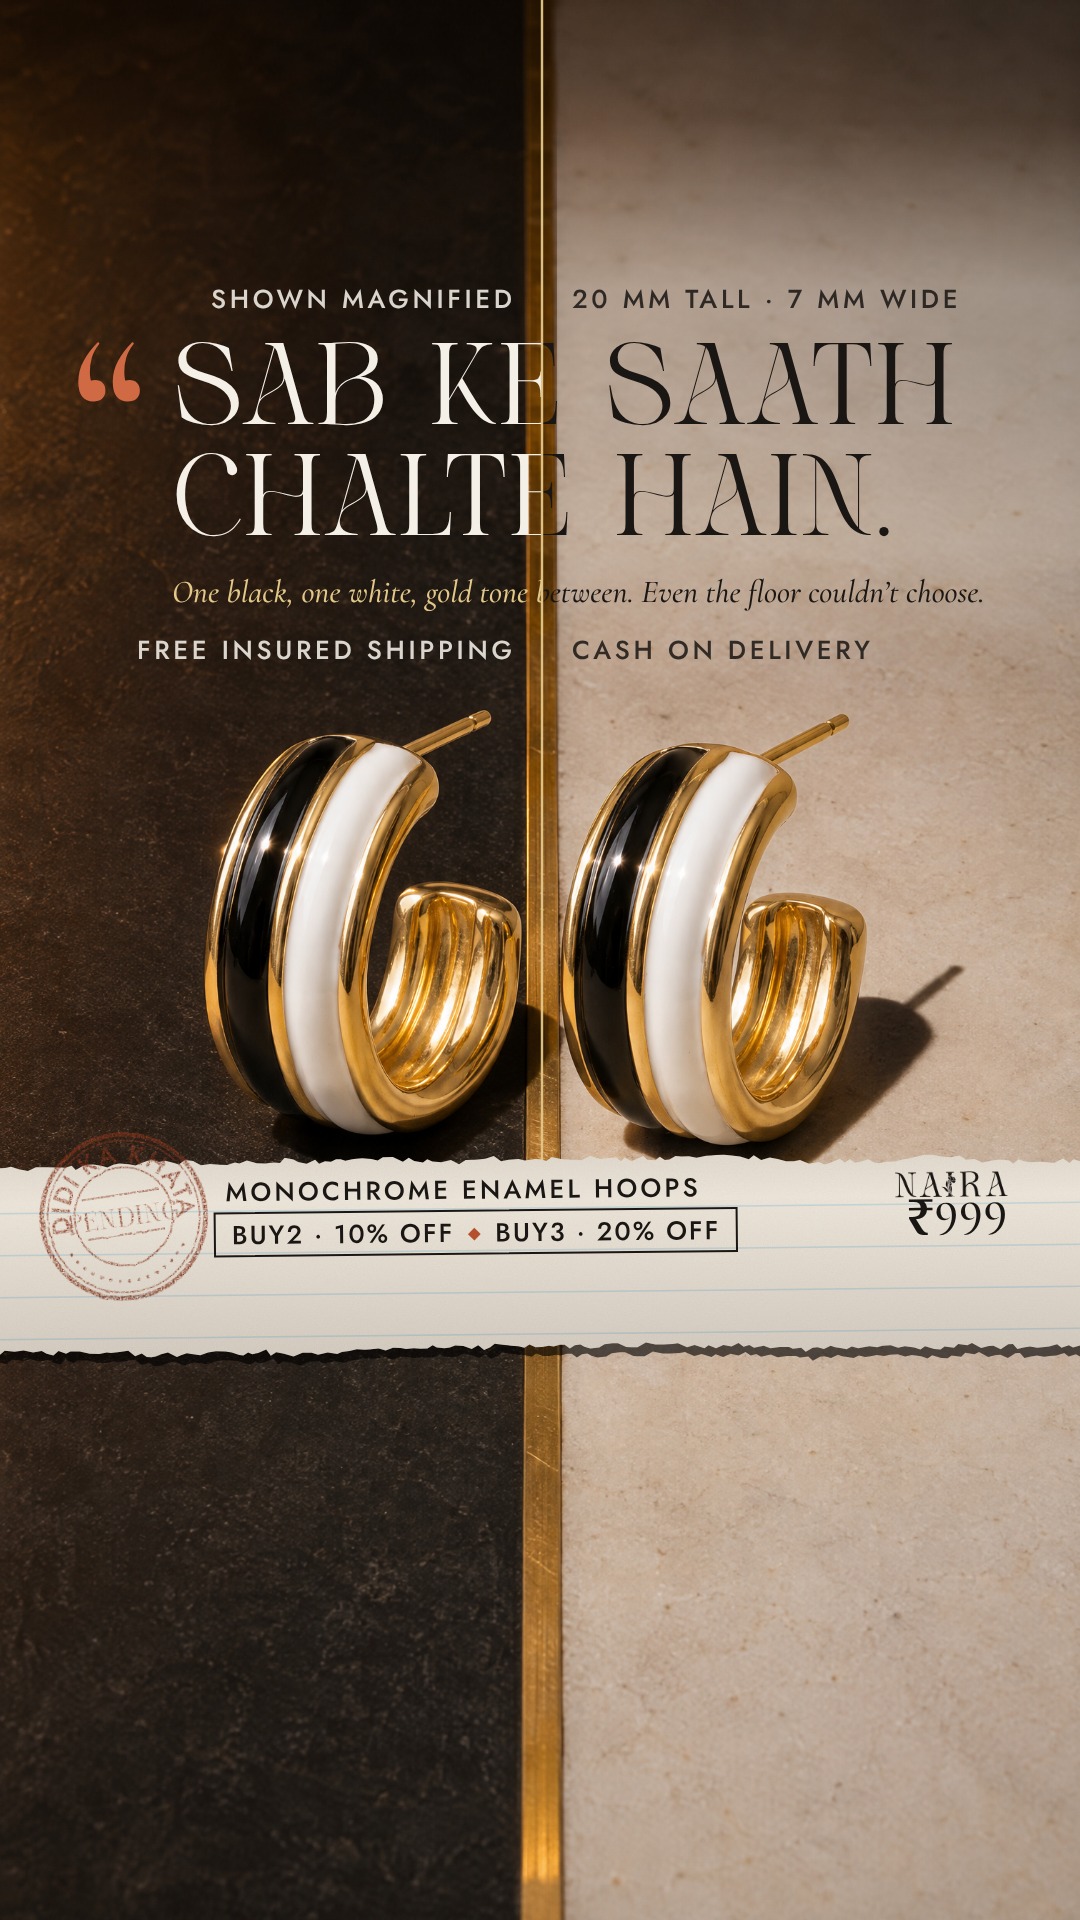 SHOWN MAGNIFIED 20 MM TALL · 7 MM WIDE
“SAB KE SAATH
CHALTE HAIN.
One black, one white, gold tone between. Even the floor couldn’t choose.
FREE INSURED SHIPPING CASH ON DELIVERY
DIDI KA KHATA
PENDING
MONOCHROME ENAMEL HOOPS
BUY2 · 10% OFF ◆ BUY3 · 20% OFF
NAIRA
₹999